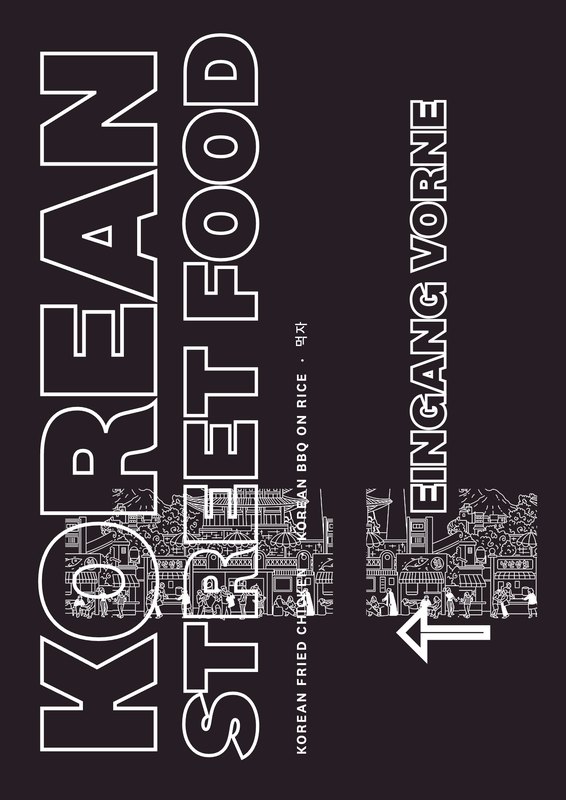 KOREAN
STREET FOOD
KOREAN FRIED CHICKEN KOREAN BBQ ON RICE · 먹자
EINGANG VORNE